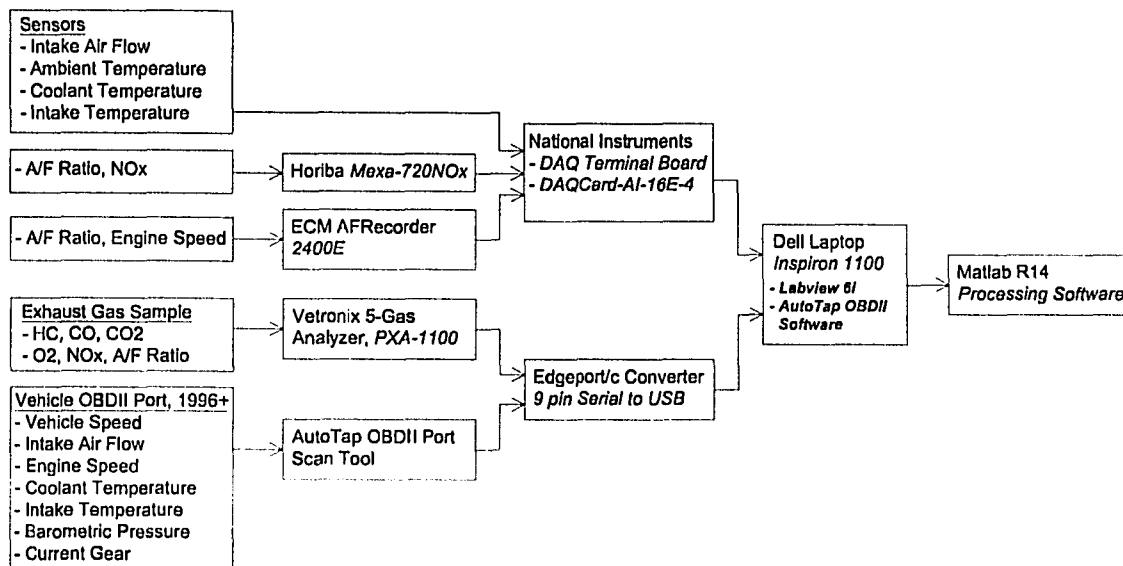 Sensors
- Intake Air Flow
- Ambient Temperature
- Coolant Temperature
- Intake Temperature
- A/F Ratio, NOx
Horiba Mexa-720NOx
- A/F Ratio, Engine Speed
ECM AFRecorder
2400E
National Instruments
- DAQ Terminal Board
- DAQCard-AI-16E-4
Exhaust Gas Sample
- HC, CO, CO2
- O2, NOx, A/F Ratio
Vetronix 5-Gas
Analyzer, PXA-1100
Vehicle OBDII Port, 1996+
- Vehicle Speed
- Intake Air Flow
- Engine Speed
- Coolant Temperature
- Intake Temperature
- Barometric Pressure
- Current Gear
AutoTap OBDII Port
Scan Tool
Edgeport/c Converter
9 pin Serial to USB
Dell Laptop
Inspiron 1100
- Labview 6I
- AutoTap OBDII
Software
Matlab R14
Processing Software